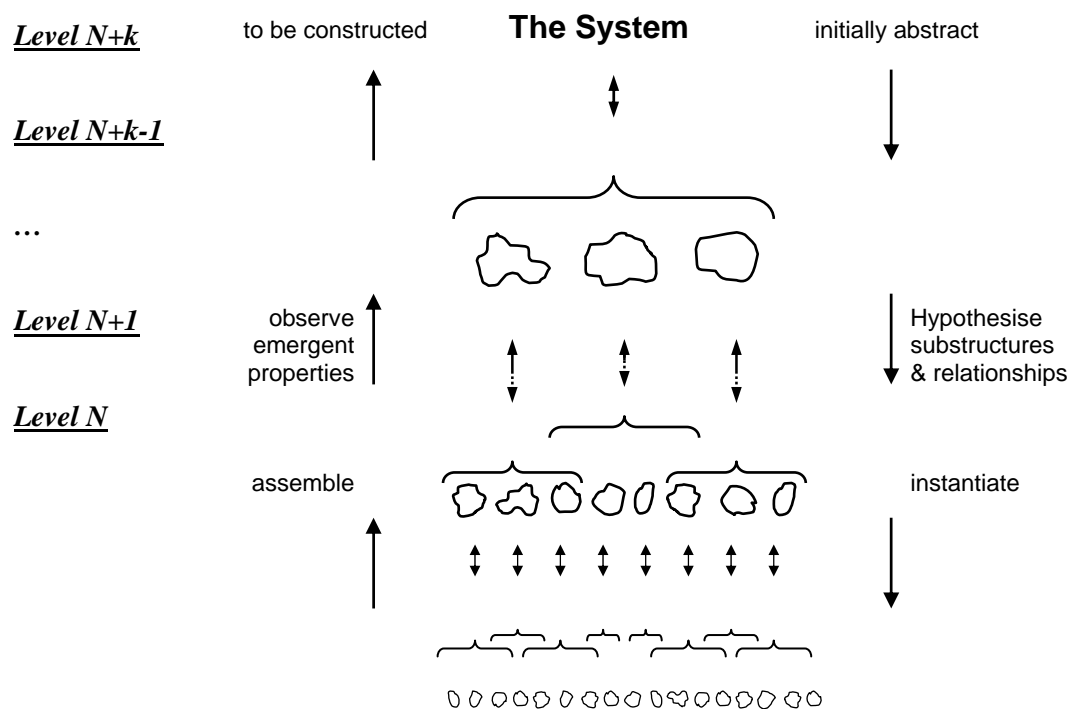 Level N+k
to be constructed
The System
initially abstract
Level N+k-1
...
Level N+1
observe
emergent
properties
Hypothesise
substructures
& relationships
Level N
assemble
instantiate